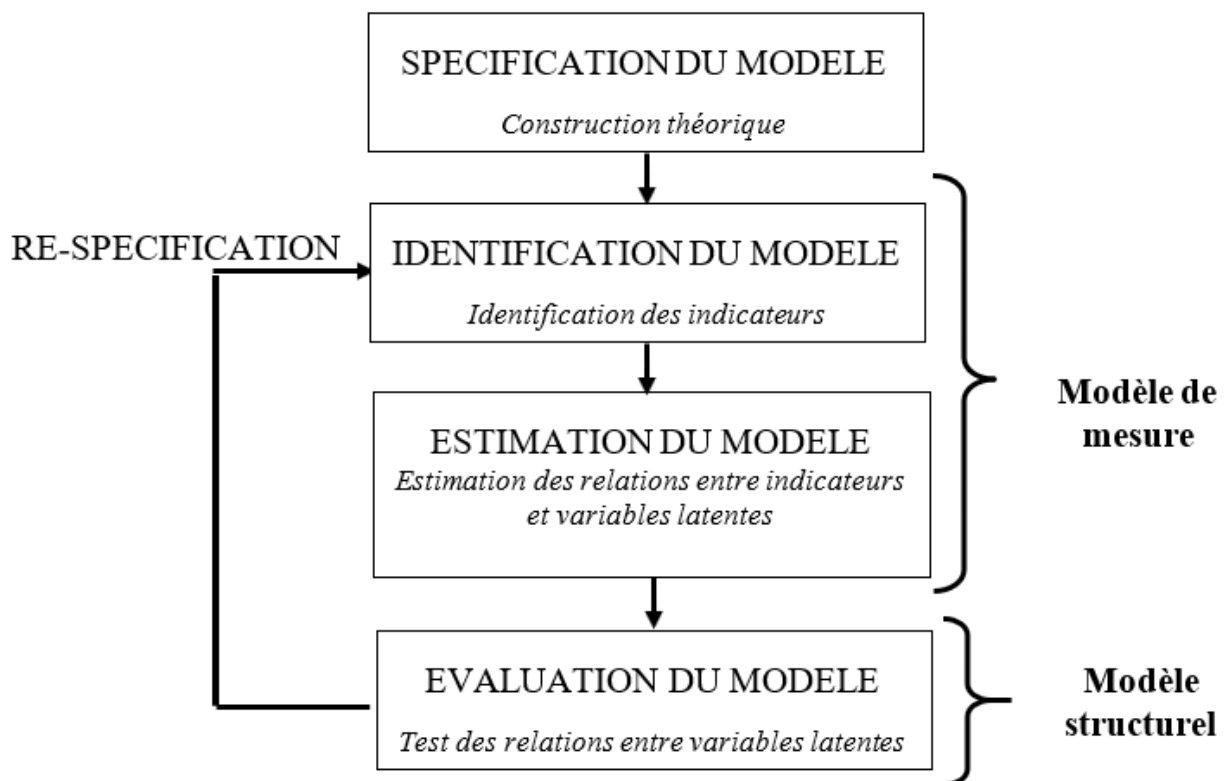 SPECIFICATION DU MODELE
Construction théorique
RE-SPECIFICATION
IDENTIFICATION DU MODELE
Identification des indicateurs
ESTIMATION DU MODELE
Estimation des relations entre indicateurs
et variables latentes
Modèle de
mesure
EVALUATION DU MODELE
Test des relations entre variables latentes
Modèle
structurel